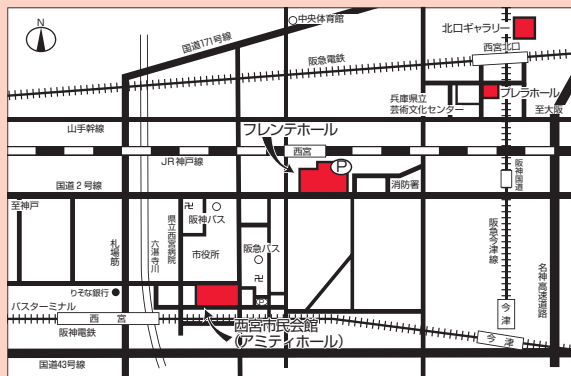 N
中央体育館
国道171号線
北口ギャラリー
西宮北口
阪急電鉄
兵庫県立
芸術文化センター
プレラホール
至大阪
山手幹線
フレンテホール
西宮
P
JR神戸線
消防署
阪神国道
国道2号線
至神戸
卍
阪神バス
県立西宮病院
市役所
阪急バス
卍
札場筋
六湛寺川
阪急今津線
名神高速道路
りそな銀行
バスターミナル
西宮
阪神電鉄
西宮市民会館
（アミティホール）
今津
今津
国道43号線